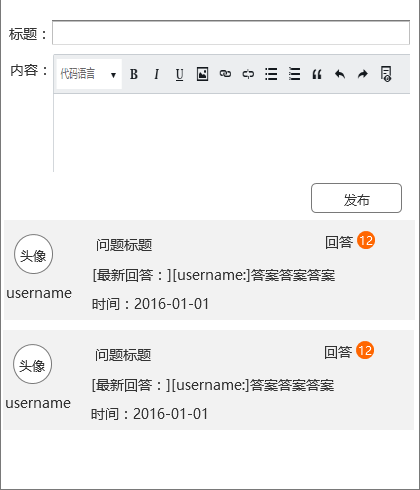 标题：
内容：
代码语言 B I U
发布
头像 问题标题 回答 12
[最新回答：][username:]答案答案答案
username
时间：2016-01-01
头像 问题标题 回答 12
[最新回答：][username:]答案答案答案
username
时间：2016-01-01